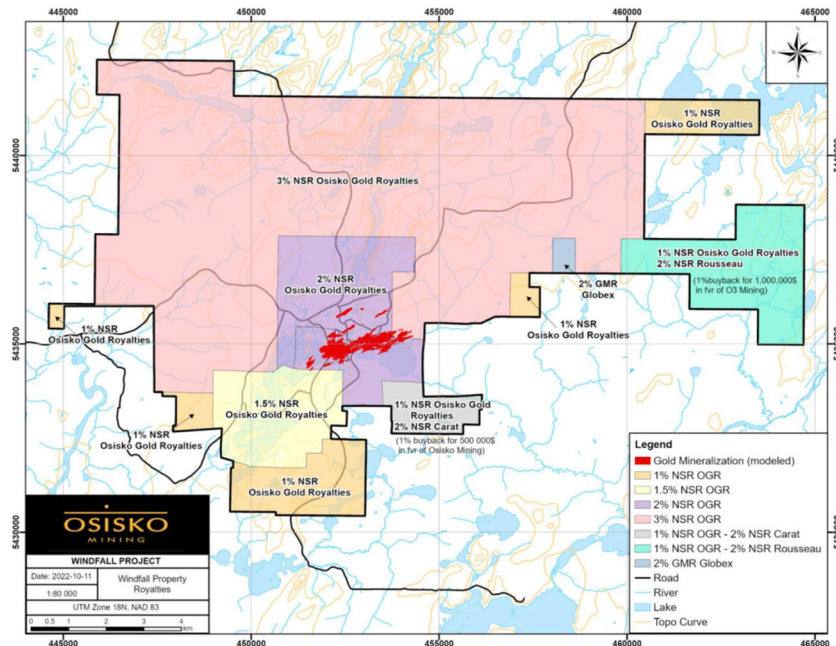 445000 450000 455000 460000 465000
5440000
5435000
5430000
1% NSR
Osisko Gold Royalties
3% NSR Osisko Gold Royalties
1% NSR Osisko Gold Royalties
2% NSR Rousseau
(1%buyback for 1,000,000$
in fvr of O3 Mining)
2% NSR
Osisko Gold Royalties
2% GMR
Globex
1% NSR
Osisko Gold Royalties
1% NSR
Osisko Gold Royalties
1.5% NSR
Osisko Gold Royalties
1% NSR Osisko Gold
Royalties
2% NSR Carat
(1% buyback for 500 000$
in fvr of Osisko Mining)
1% NSR
Osisko Gold Royalties
1% NSR
Osisko Gold Royalties
Legend
Gold Mineralization (modeled)
1% NSR OGR
1.5% NSR OGR
2% NSR OGR
3% NSR OGR
1% NSR OGR - 2% NSR Carat
1% NSR OGR - 2% NSR Rousseau
2% GMR Globex
Road
River
Lake
Topo Curve
OSISKO
MINING
WINDFALL PROJECT
Date: 2022-10-11
1:80 000
Windfall Property
Royalties
UTM Zone 18N, NAD 83
0 0.5 1 2 3 4
km
5440000
5430000
445000 450000 455000 460000 465000